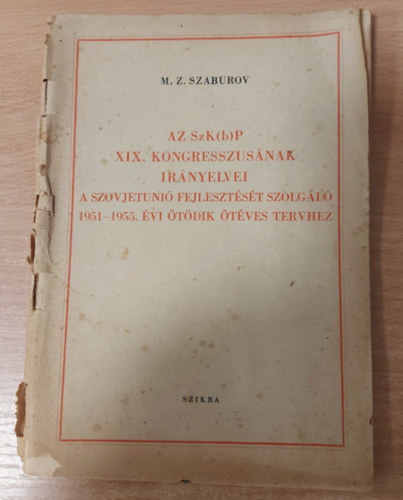 M. Z. SZABUROV
AZ SzK(b)P
XIX. KONGRESSZUSÁNAK
IRÁNYELVEI
A SZOVJETUNIÓ FEJLESZTÉSÉT SZOLGÁLÓ
1951–1955. ÉVI ÖTÖDIK ÖTÉVES TERVHEZ
SZIKRA